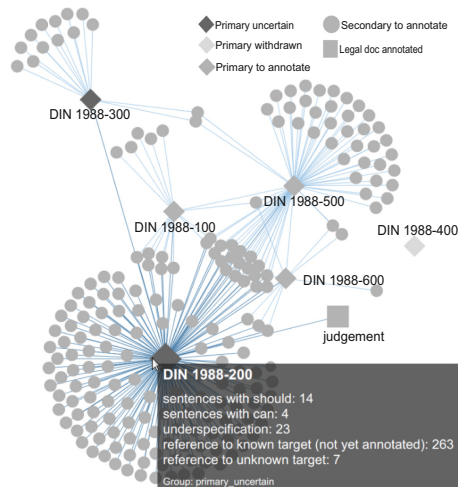 Primary uncertain
Secondary to annotate
Primary withdrawn
Legal doc annotated
Primary to annotate
DIN 1988-300
DIN 1988-500
DIN 1988-100
DIN 1988-400
DIN 1988-600
judgement
DIN 1988-200
sentences with should: 14
sentences with can: 4
underspecification: 23
reference to known target (not yet annotated): 263
reference to unknown target: 7
Group: primary_uncertain